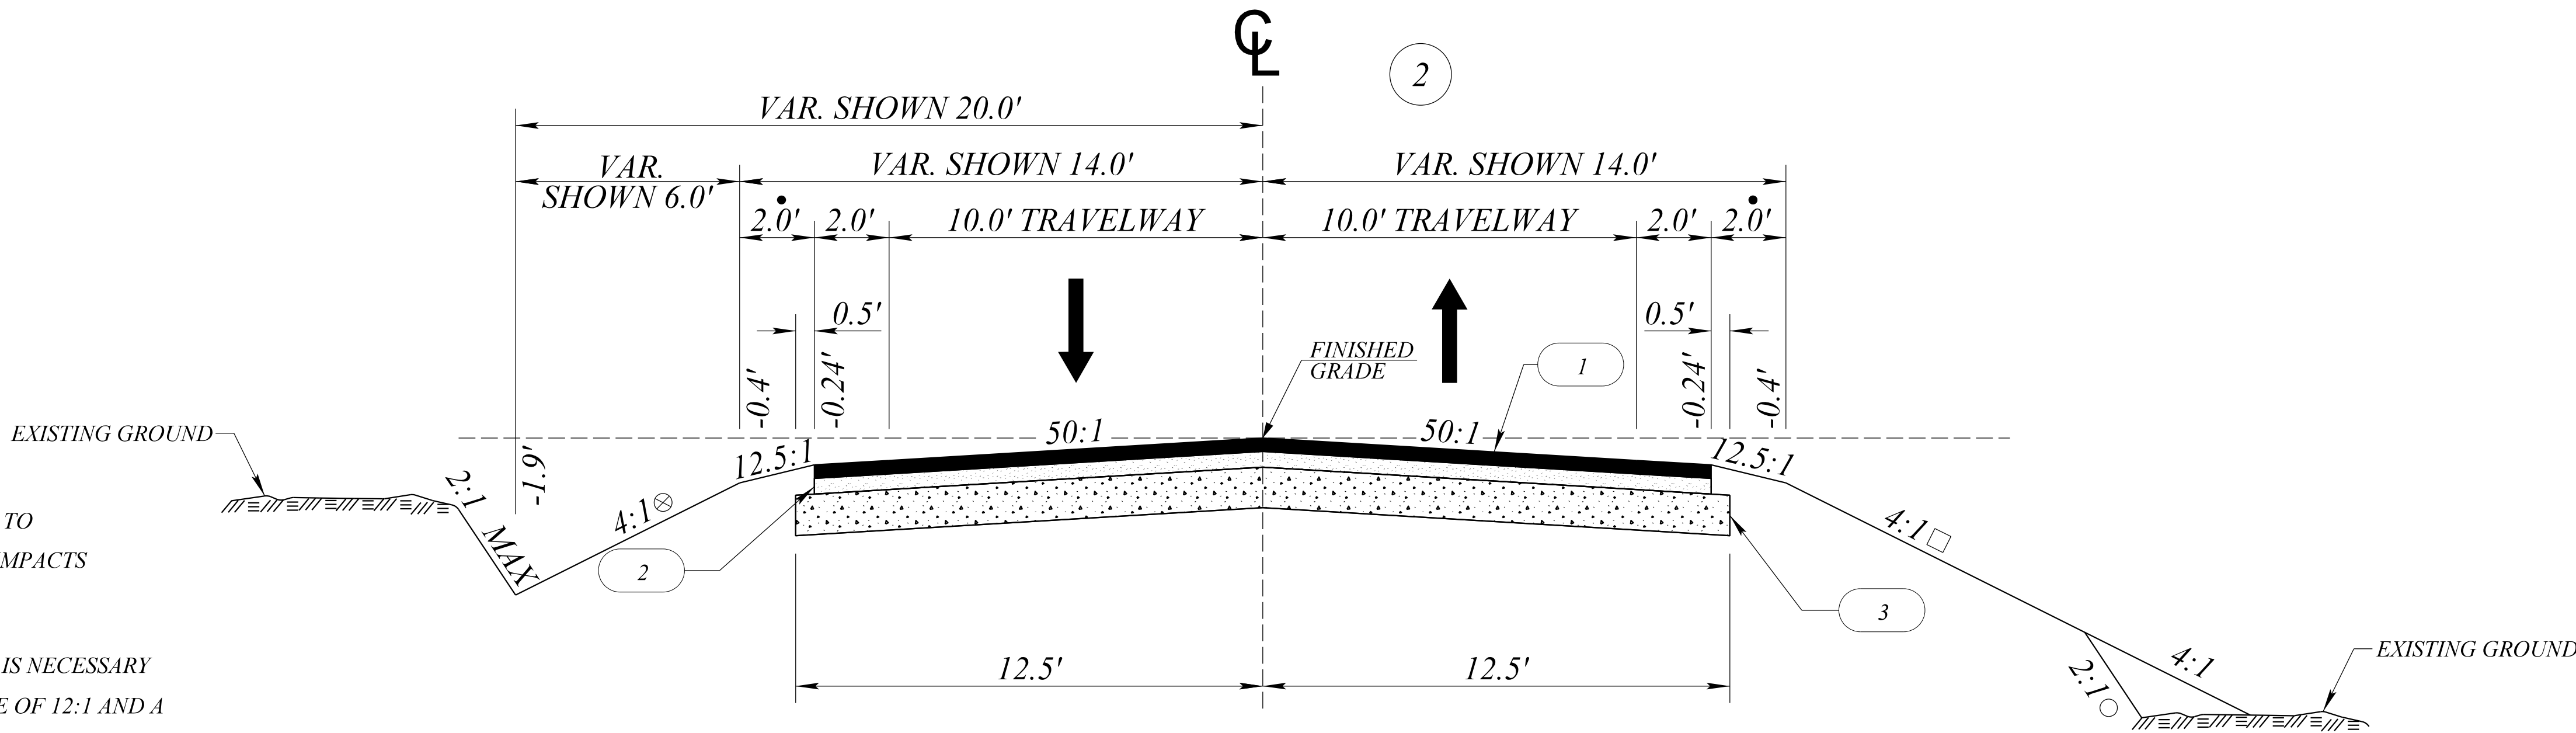 ℄
2
VAR. SHOWN 20.0'
VAR.
SHOWN 6.0'
VAR. SHOWN 14.0'
VAR. SHOWN 14.0'
2.0'
2.0'
10.0' TRAVELWAY
10.0' TRAVELWAY
2.0'
2.0'
0.5'
0.5'
-0.4'
-0.24'
FINISHED
GRADE
1
-0.24'
-0.4'
EXISTING GROUND
-1.9'
12.5:1
50:1
50:1
12.5:1
2:1 MAX
4:1
4:1
TO
IMPACTS
2
3
IS NECESSARY
E OF 12:1 AND A
12.5'
12.5'
2:1
4:1
EXISTING GROUND